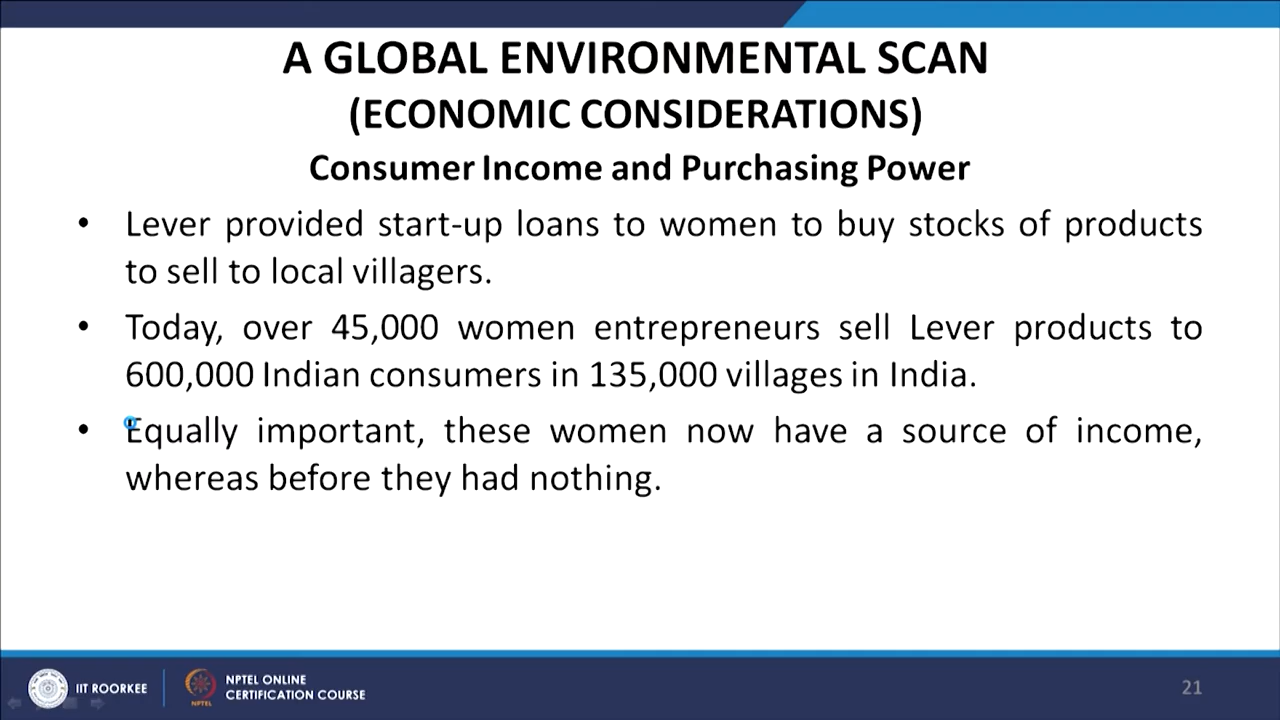 A GLOBAL ENVIRONMENTAL SCAN
(ECONOMIC CONSIDERATIONS)
Consumer Income and Purchasing Power
• Lever provided start-up loans to women to buy stocks of products
to sell to local villagers.
• Today, over 45,000 women entrepreneurs sell Lever products to
600,000 Indian consumers in 135,000 villages in India.
• Equally important, these women now have a source of income,
whereas before they had nothing.
IIT ROORKEE
NPTEL
NPTEL ONLINE
CERTIFICATION COURSE
21